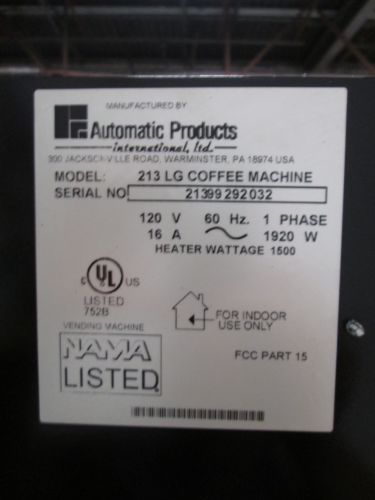 MANUFACTURED BY
Automatic Products
international, ltd.
300 JACKSONVILLE ROAD, WARMINSTER, PA 18974 USA
MODEL: 213 LG COFFEE MACHINE
SERIAL NO. 21399292032
120 V 60 Hz. 1 PHASE
16 A 1920 W
HEATER WATTAGE 1500
C UL US
LISTED
752B
FOR INDOOR
USE ONLY
VENDING MACHINE
NAMA
LISTED
FCC PART 15